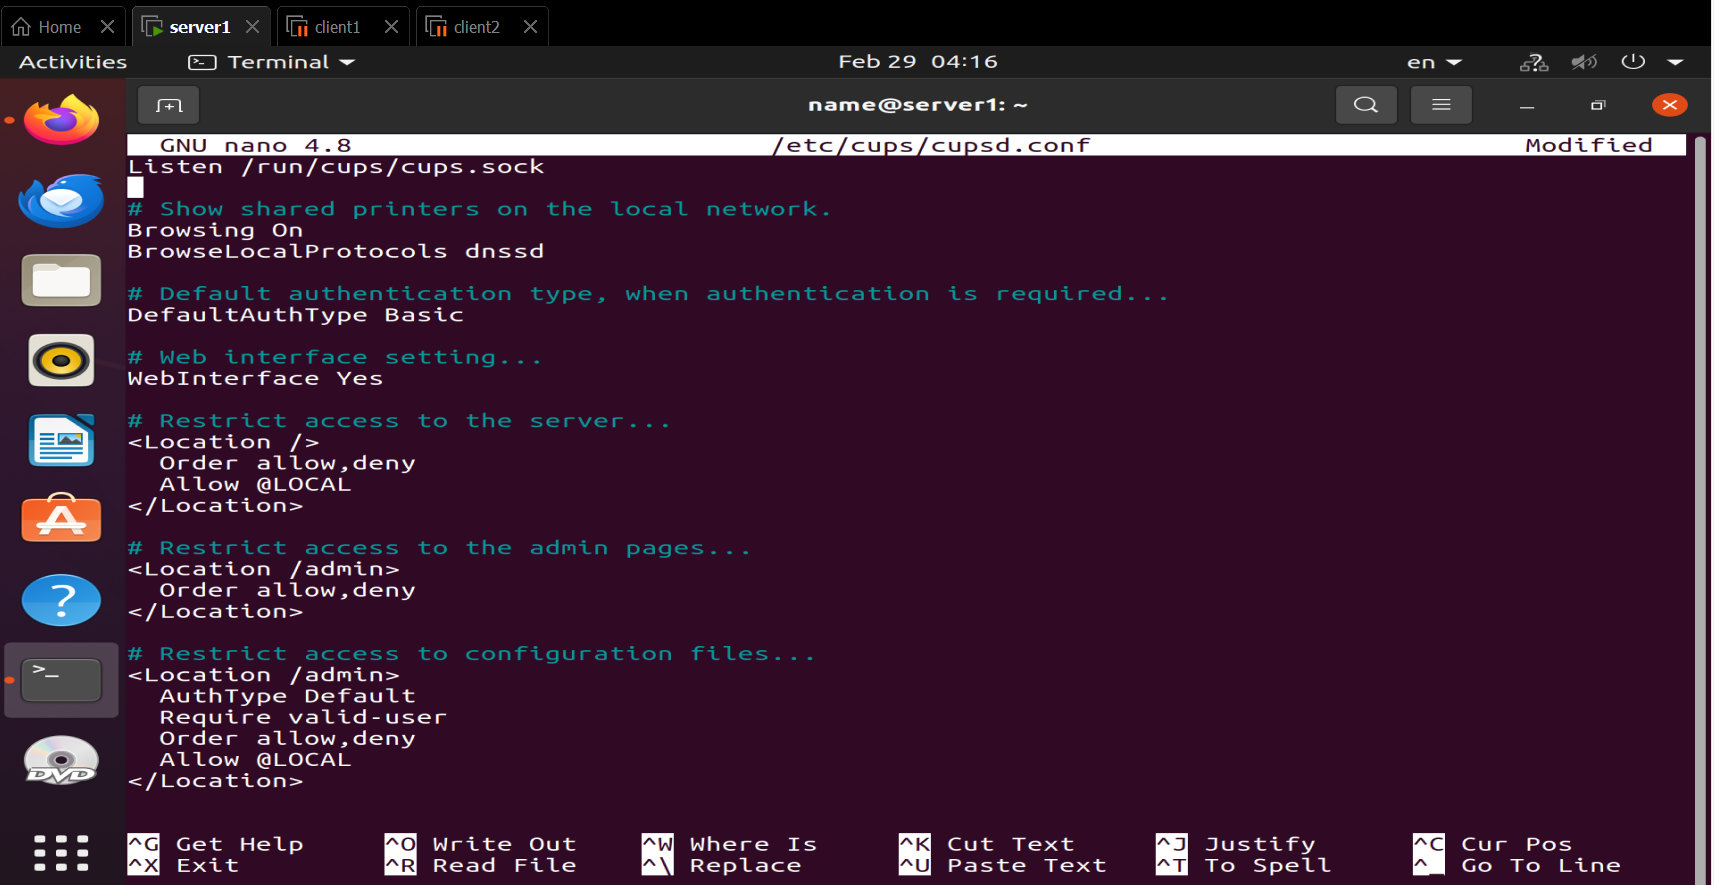 Home
server1
client1
client2
Activities
Terminal
Feb 29 04:16
en
name@server1: ~
GNU nano 4.8 /etc/cups/cupsd.conf Modified
Listen /run/cups/cups.sock
# Show shared printers on the local network.
Browsing On
BrowseLocalProtocols dnssd
# Default authentication type, when authentication is required...
DefaultAuthType Basic
# Web interface setting...
WebInterface Yes
# Restrict access to the server...
<Location />
  Order allow,deny
  Allow @LOCAL
</Location>
# Restrict access to the admin pages...
<Location /admin>
  Order allow,deny
</Location>
# Restrict access to configuration files...
<Location /admin>
  AuthType Default
  Require valid-user
  Order allow,deny
  Allow @LOCAL
</Location>
DVD
^G Get Help ^O Write Out ^W Where Is ^K Cut Text ^J Justify ^C Cur Pos
^X Exit ^R Read File ^\ Replace ^U Paste Text ^T To Spell ^_ Go To Line